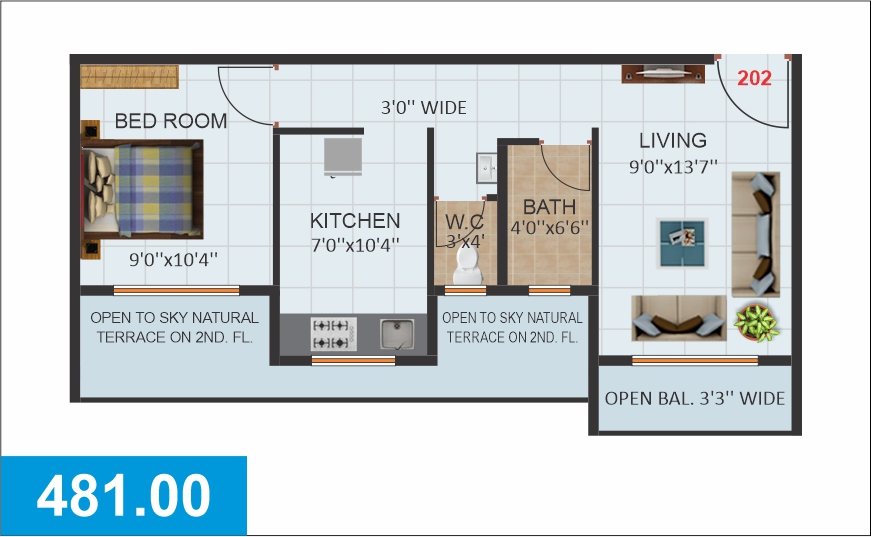 202
3'0'' WIDE
BED ROOM
9'0''x10'4''
KITCHEN
7'0''x10'4''
W.C
3'x4'
BATH
4'0''x6'6''
LIVING
9'0''x13'7''
OPEN TO SKY NATURAL
TERRACE ON 2ND. FL.
OPEN TO SKY NATURAL
TERRACE ON 2ND. FL.
OPEN BAL. 3'3'' WIDE
481.00